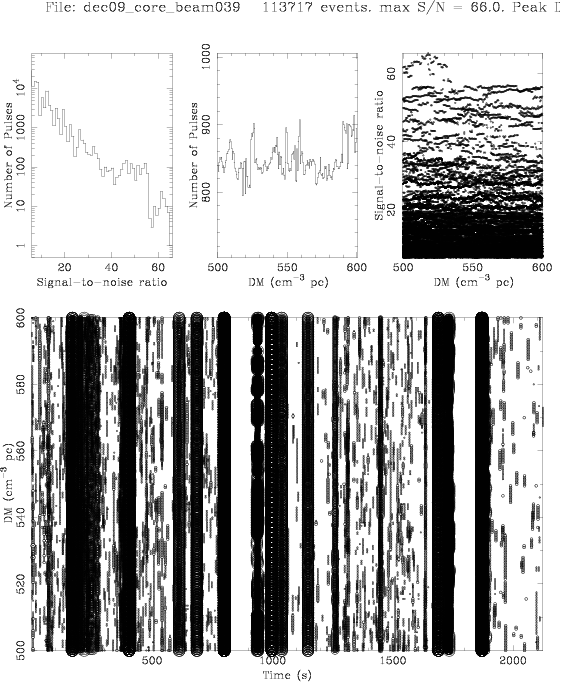 File: dec09_core_beam039 113717 events. max S/N = 66.0. Peak D
Number of Pulses
1 10 100 1000 10^4
20 40 60
Signal-to-noise ratio
Number of Pulses
800 900 1000
500 550 600
DM (cm^-3 pc)
Signal-to-noise ratio
20 40 60
500 550 600
DM (cm^-3 pc)
DM (cm^-3 pc)
500 520 540 560 580 600
500 1000 1500 2000
Time (s)